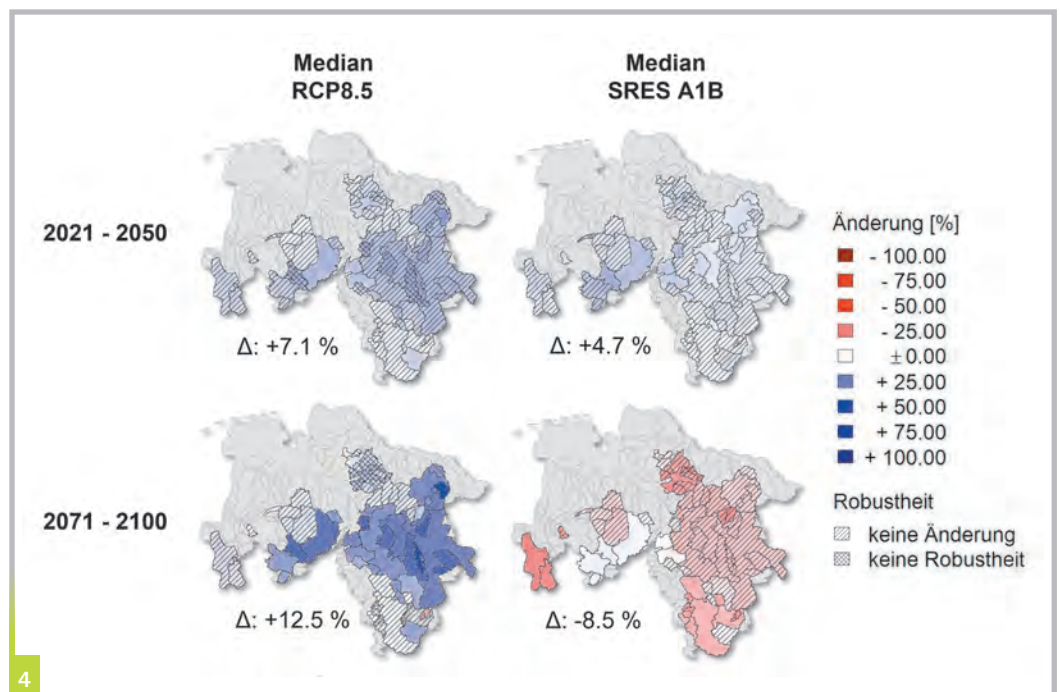 Median
RCP8.5
Median
SRES A1B
2021 - 2050
Δ: +7.1 %
Δ: +4.7 %
2071 - 2100
Δ: +12.5 %
Δ: -8.5 %
Änderung [%]
- 100.00
- 75.00
- 50.00
- 25.00
± 0.00
+ 25.00
+ 50.00
+ 75.00
+ 100.00
Robustheit
keine Änderung
keine Robustheit
4